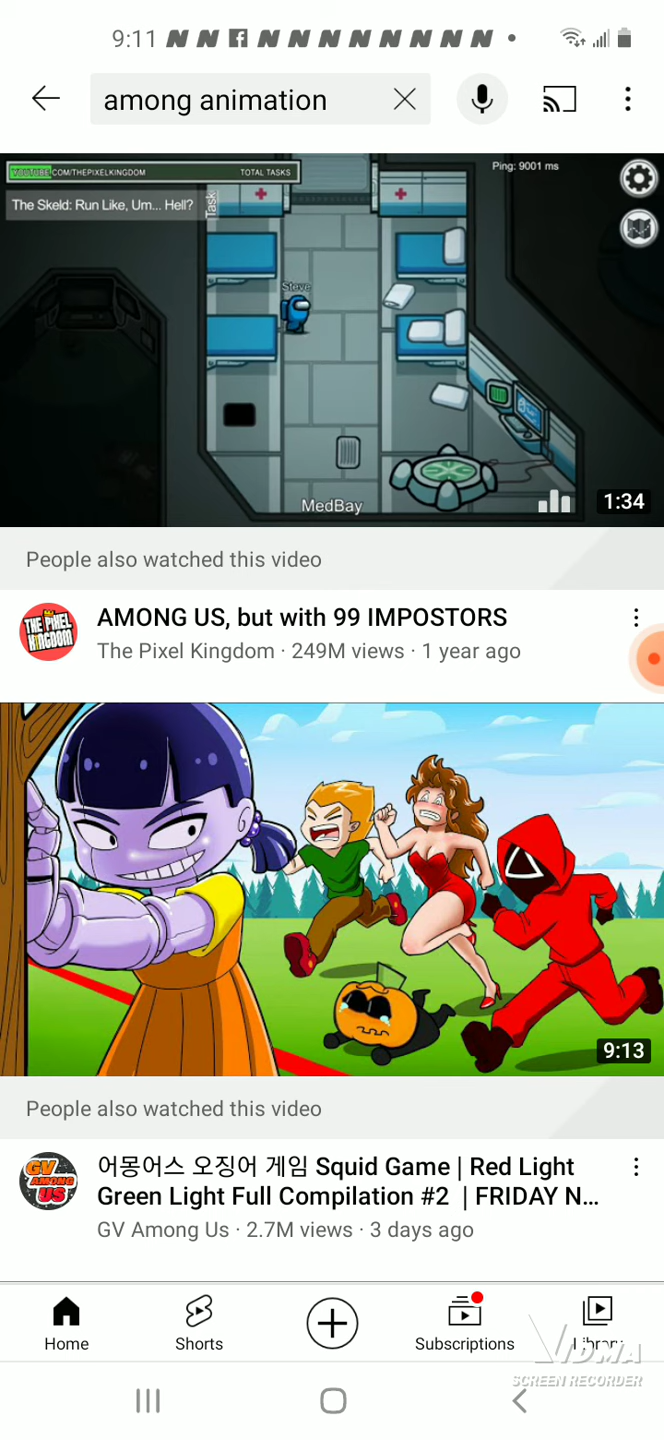 9:11
among animation
YOUTUBE.COM/THEPIXELKINGDOM TOTAL TASKS
Ping: 9001 ms
The Skeld: Run Like, Um... Hell?
Task
Steve
MedBay
1:34
People also watched this video
THE PIXEL KINGDOM
AMONG US, but with 99 IMPOSTORS
The Pixel Kingdom · 249M views · 1 year ago
9:13
People also watched this video
GV AMONG US
어몽어스 오징어 게임 Squid Game | Red Light
Green Light Full Compilation #2 | FRIDAY N...
GV Among Us · 2.7M views · 3 days ago
Home Shorts Subscriptions Library
VIDMA
SCREEN RECORDER